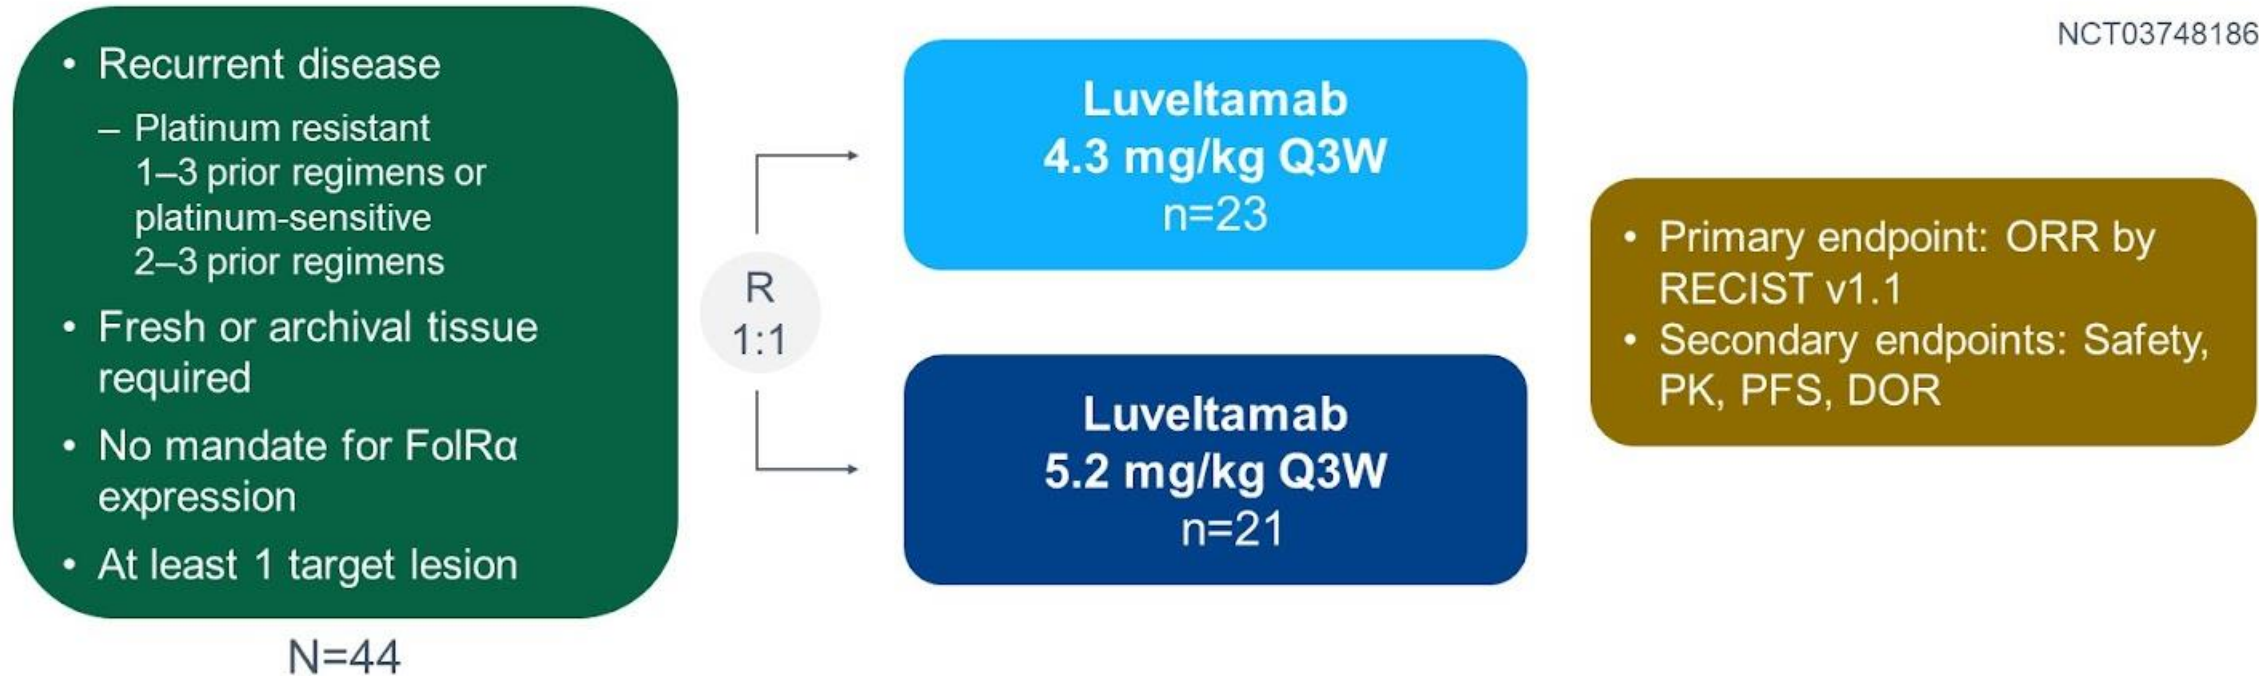 NCT03748186
• Recurrent disease
– Platinum resistant
1–3 prior regimens or
platinum-sensitive
2–3 prior regimens
• Fresh or archival tissue
required
• No mandate for FolRα
expression
• At least 1 target lesion
N=44
R
1:1
Luveltamab
4.3 mg/kg Q3W
n=23
Luveltamab
5.2 mg/kg Q3W
n=21
• Primary endpoint: ORR by
RECIST v1.1
• Secondary endpoints: Safety,
PK, PFS, DOR